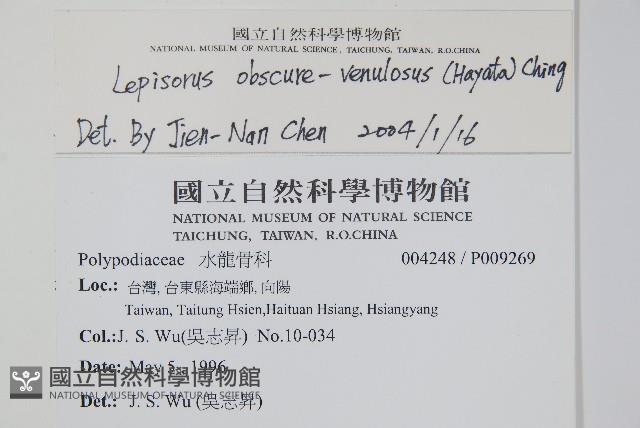 國立自然科學博物館
NATIONAL MUSEUM OF NATURAL SCIENCE, TAICHUNG, TAIWAN, R.O.CHINA
Lepisorus obscure-venulosus (Hayata) Ching
Det. By Jien-Nan Chen 2004/1/16
國立自然科學博物館
NATIONAL MUSEUM OF NATURAL SCIENCE
TAICHUNG, TAIWAN, R.O.CHINA
Polypodiaceae 水龍骨科 004248 / P009269
Loc.: 台灣, 台東縣海端鄉, 向陽
Taiwan, Taitung Hsien,Haituan Hsiang, Hsiangyang
Col.:J. S. Wu(吳志昇) No.10-034
Date: May 5, 1996
國立自然科學博物館
NATIONAL MUSEUM OF NATURAL SCIENCE
Det.: J. S. Wu (吳志昇)